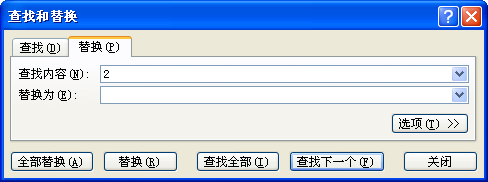 查找和替换
查找(D) 替换(P)
查找内容(N): 2
替换为(E):
选项(T) >>
全部替换(A) 替换(R) 查找全部(I) 查找下一个(F) 关闭